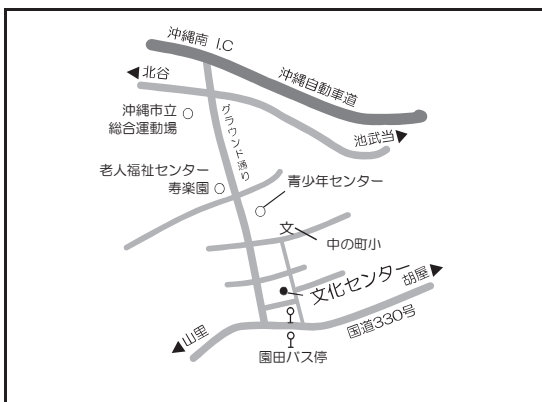 沖縄南 I.C
沖縄自動車道
北谷
沖縄市立
総合運動場
グラウンド通り
池武当
老人福祉センター
寿楽園
青少年センター
文
中の町小
文化センター
胡屋
山里
国道330号
園田バス停